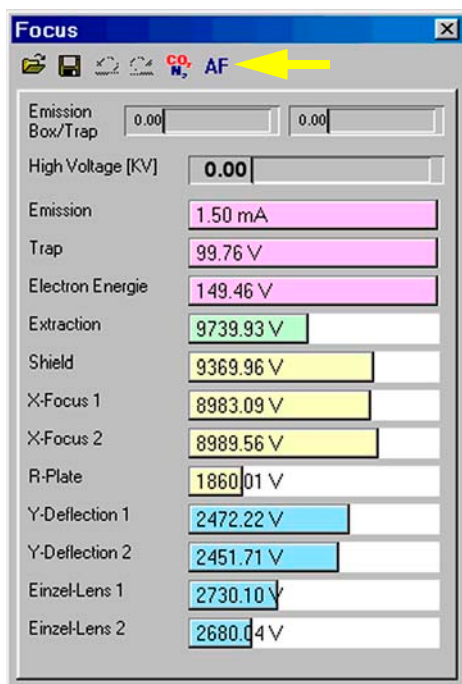 Focus
CO, N, AF
Emission
Box/Trap 0.00 0.00
High Voltage [KV] 0.00
Emission 1.50 mA
Trap 99.76 V
Electron Energie 149.46 V
Extraction 9739.93 V
Shield 9369.96 V
X-Focus 1 8983.09 V
X-Focus 2 8989.56 V
R-Plate 1860.01 V
Y-Deflection 1 2472.22 V
Y-Deflection 2 2451.71 V
Einzel-Lens 1 2730.10 V
Einzel-Lens 2 2680.04 V